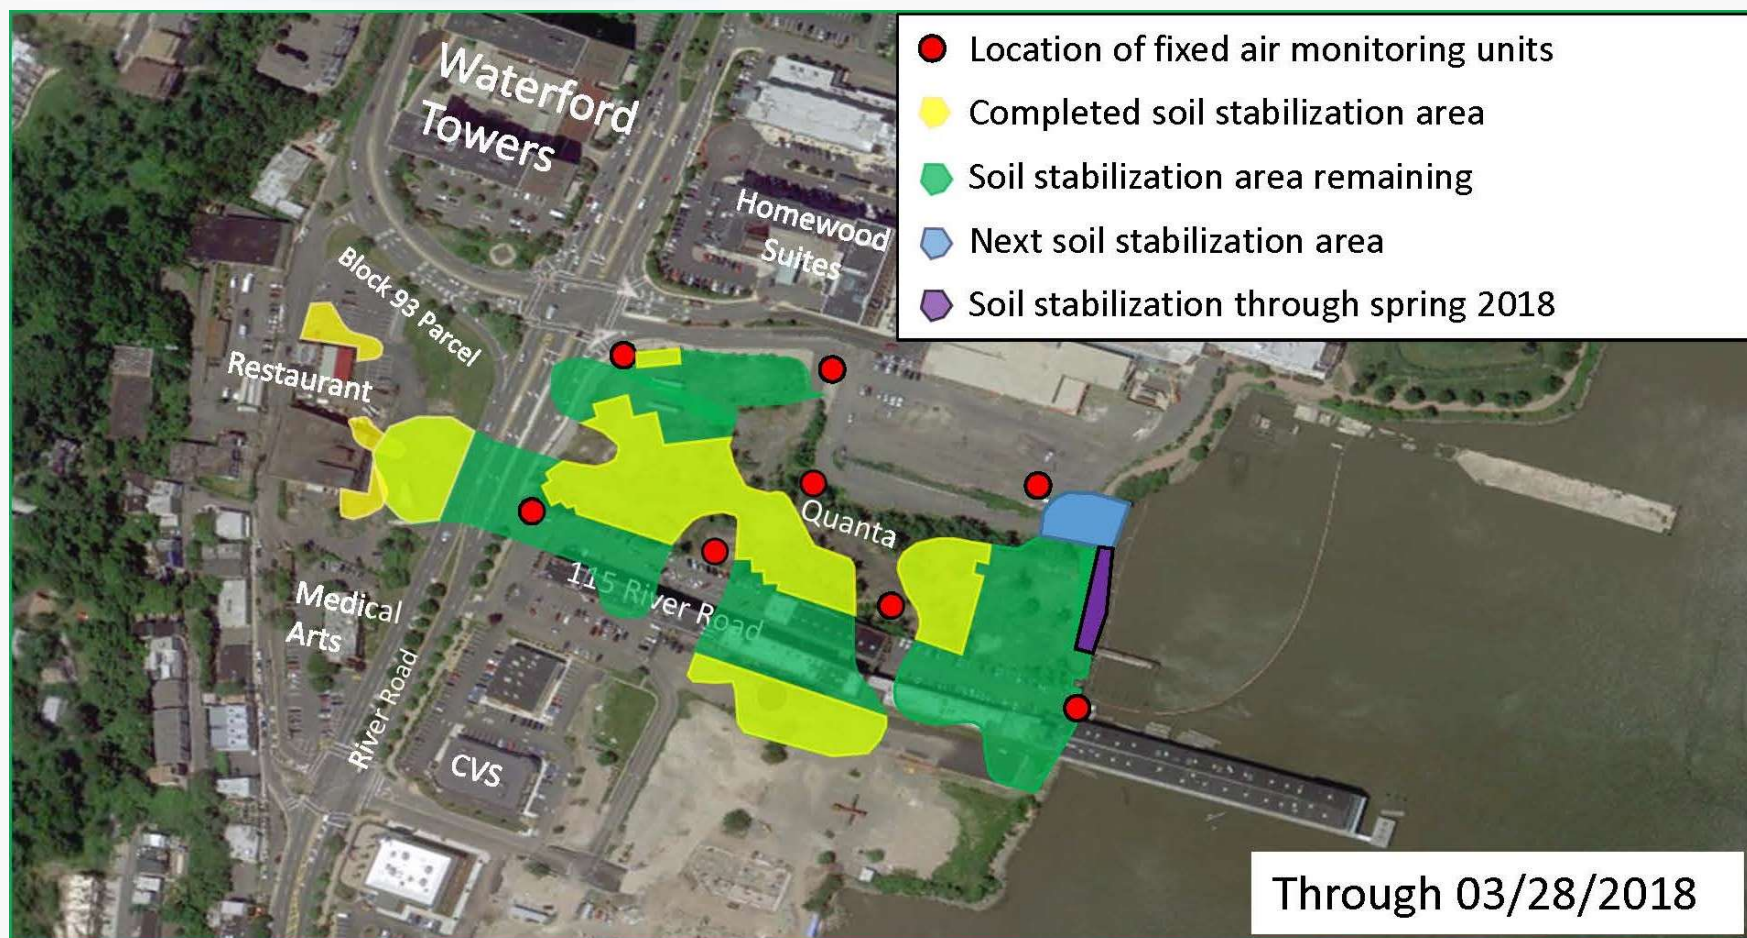 Waterford
Towers
Homewood
Suites
Block 93 Parcel
Restaurant
Quanta
115 River Road
Medical
Arts
River Road
CVS
Location of fixed air monitoring units
Completed soil stabilization area
Soil stabilization area remaining
Next soil stabilization area
Soil stabilization through spring 2018
Through 03/28/2018